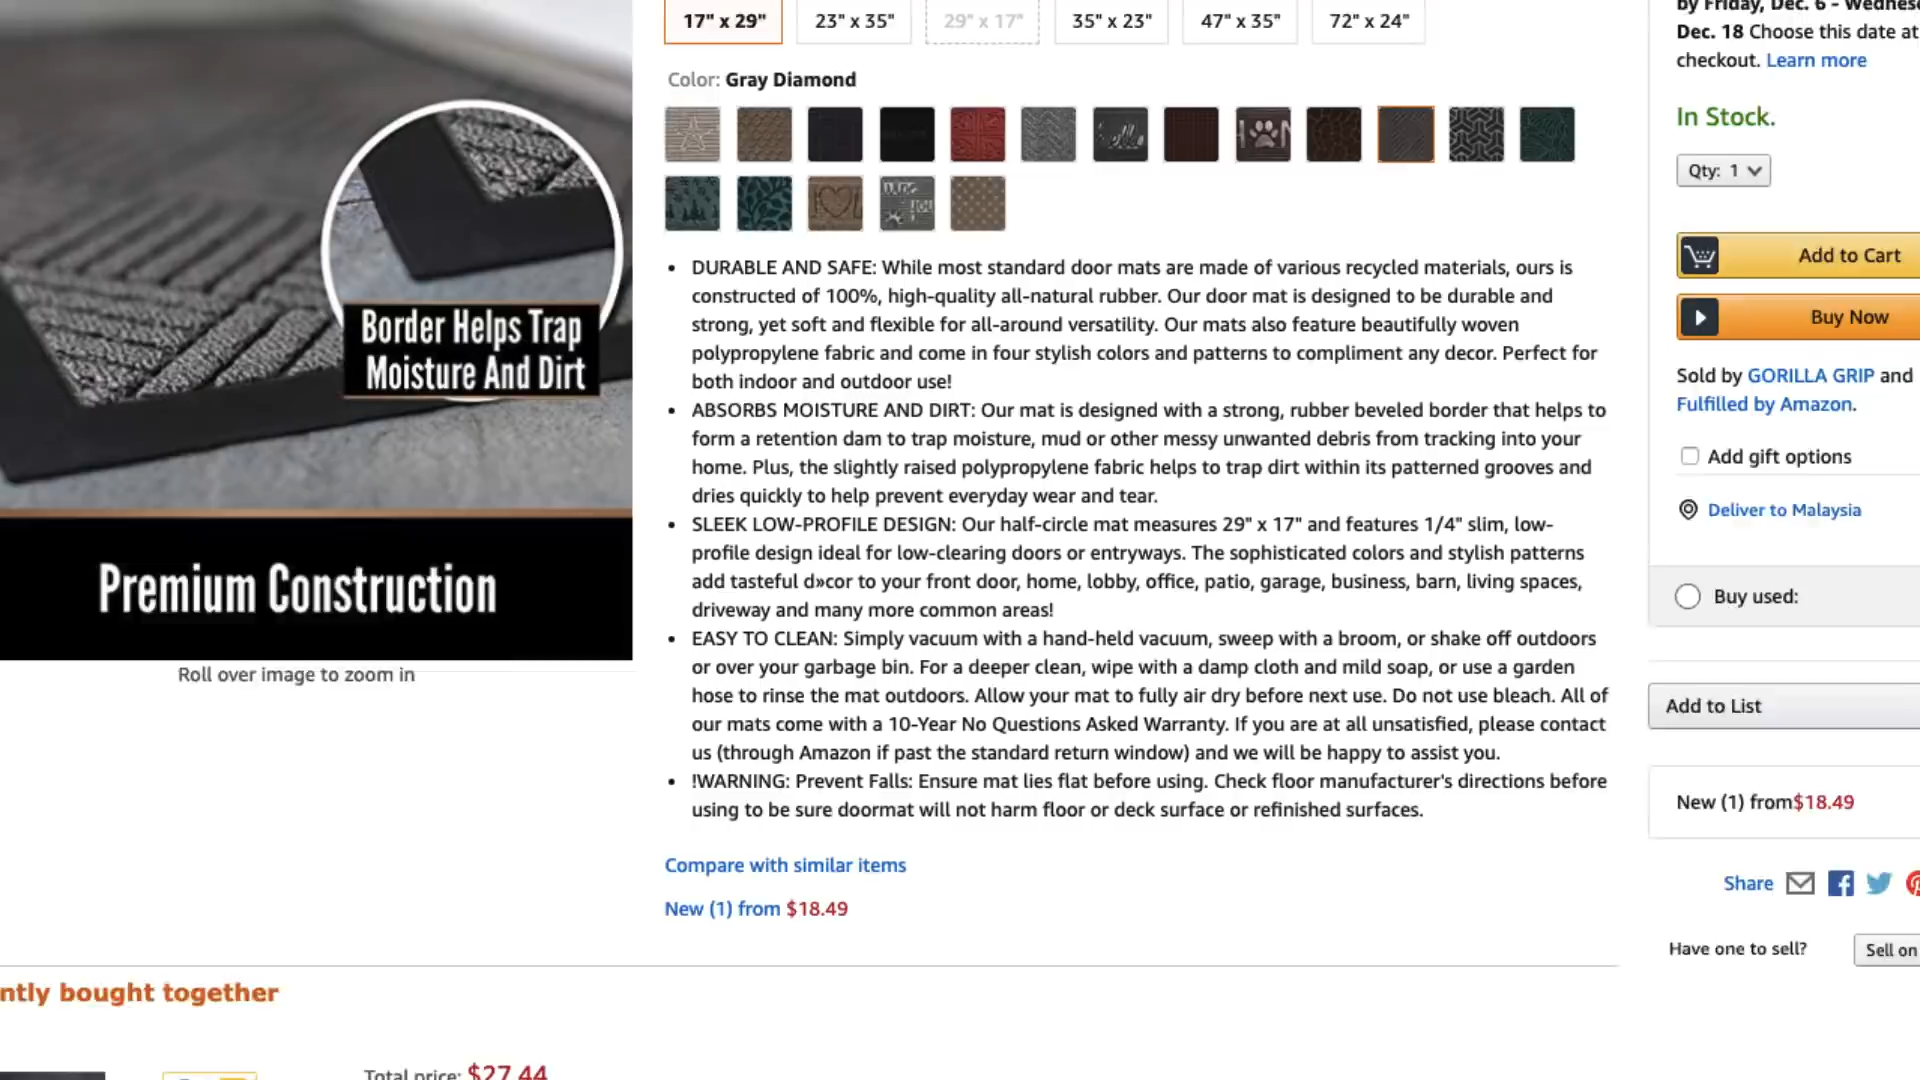 17" x 29"
23" x 35"
29" x 17"
35" x 23"
47" x 35"
72" x 24"
by Friday, Dec. 6 -
Dec. 18 Choose this date at
checkout. Learn more
Color: Gray Diamond
In Stock.
Qty: 1
Add to Cart
Buy Now
Border Helps Trap
Moisture And Dirt
Premium Construction
Roll over image to zoom in
• DURABLE AND SAFE: While most standard door mats are made of various recycled materials, ours is
constructed of 100%, high-quality all-natural rubber. Our door mat is designed to be durable and
strong, yet soft and flexible for all-around versatility. Our mats also feature beautifully woven
polypropylene fabric and come in four stylish colors and patterns to compliment any decor. Perfect for
both indoor and outdoor use!
• ABSORBS MOISTURE AND DIRT: Our mat is designed with a strong, rubber beveled border that helps to
form a retention dam to trap moisture, mud or other messy unwanted debris from tracking into your
home. Plus, the slightly raised polypropylene fabric helps to trap dirt within its patterned grooves and
dries quickly to help prevent everyday wear and tear.
• SLEEK LOW-PROFILE DESIGN: Our half-circle mat measures 29" x 17" and features 1/4" slim, low-
profile design ideal for low-clearing doors or entryways. The sophisticated colors and stylish patterns
add tasteful d»cor to your front door, home, lobby, office, patio, garage, business, barn, living spaces,
driveway and many more common areas!
• EASY TO CLEAN: Simply vacuum with a hand-held vacuum, sweep with a broom, or shake off outdoors
or over your garbage bin. For a deeper clean, wipe with a damp cloth and mild soap, or use a garden
hose to rinse the mat outdoors. Allow your mat to fully air dry before next use. Do not use bleach. All of
our mats come with a 10-Year No Questions Asked Warranty. If you are at all unsatisfied, please contact
us (through Amazon if past the standard return window) and we will be happy to assist you.
• !WARNING: Prevent Falls: Ensure mat lies flat before using. Check floor manufacturer's directions before
using to be sure doormat will not harm floor or deck surface or refinished surfaces.
Compare with similar items
New (1) from $18.49
Sold by GORILLA GRIP and
Fulfilled by Amazon.
Add gift options
Deliver to Malaysia
Buy used:
Add to List
New (1) from$18.49
Share
Have one to sell?
Sell on
ntly bought together
Total price: $27.44